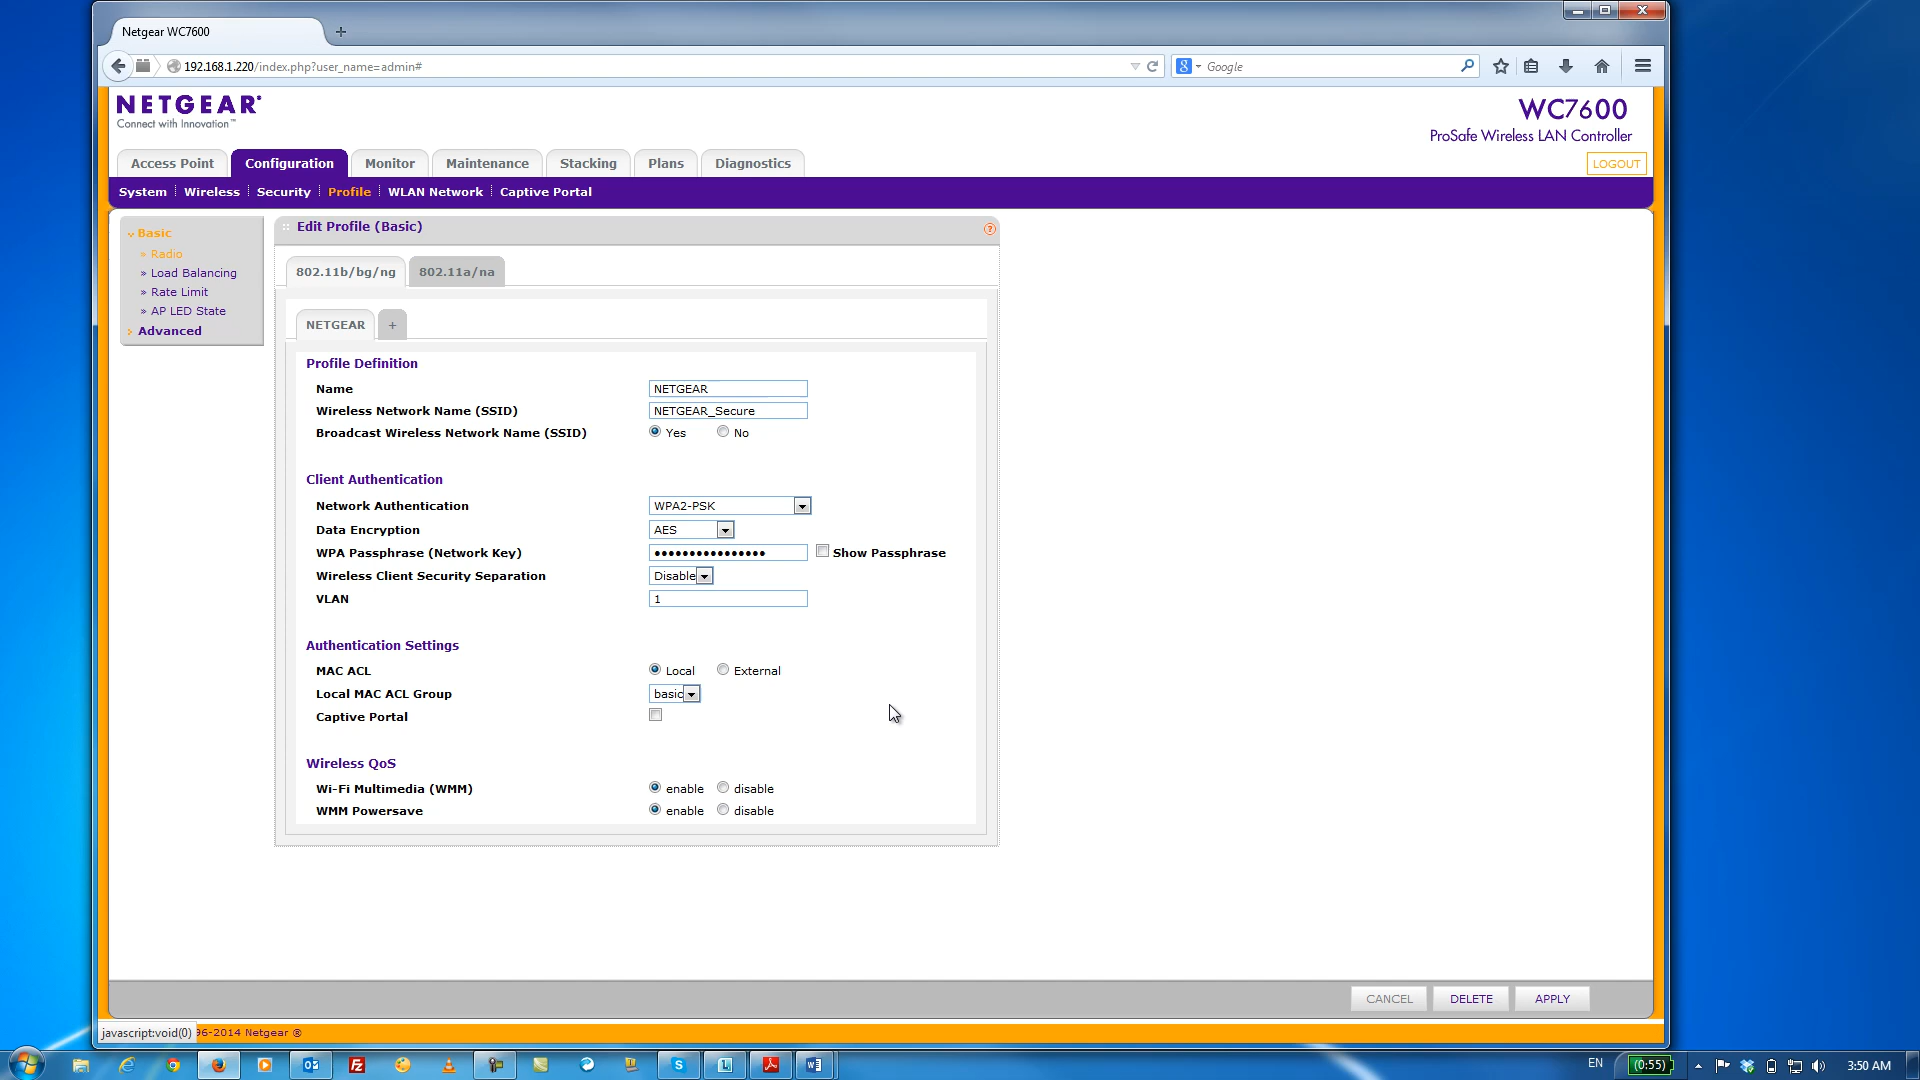 Netgear WC7600
192.168.1.220/index.php?user_name=admin#
Google
NETGEAR
Connect with Innovation™
WC7600
ProSafe Wireless LAN Controller
Access Point Configuration Monitor Maintenance Stacking Plans Diagnostics
LOGOUT
System Wireless Security Profile WLAN Network Captive Portal
Basic
» Radio
» Load Balancing
» Rate Limit
» AP LED State
Advanced
Edit Profile (Basic)
802.11b/bg/ng 802.11a/na
NETGEAR +
Profile Definition
Name NETGEAR
Wireless Network Name (SSID) NETGEAR_Secure
Broadcast Wireless Network Name (SSID) Yes No
Client Authentication
Network Authentication WPA2-PSK
Data Encryption AES
WPA Passphrase (Network Key) •••••••••••••••• Show Passphrase
Wireless Client Security Separation Disable
VLAN 1
Authentication Settings
MAC ACL Local External
Local MAC ACL Group basic
Captive Portal
Wireless QoS
Wi-Fi Multimedia (WMM) enable disable
WMM Powersave enable disable
CANCEL DELETE APPLY
javascript:void(0) 96-2014 Netgear ®
EN (0:55) 3:50 AM